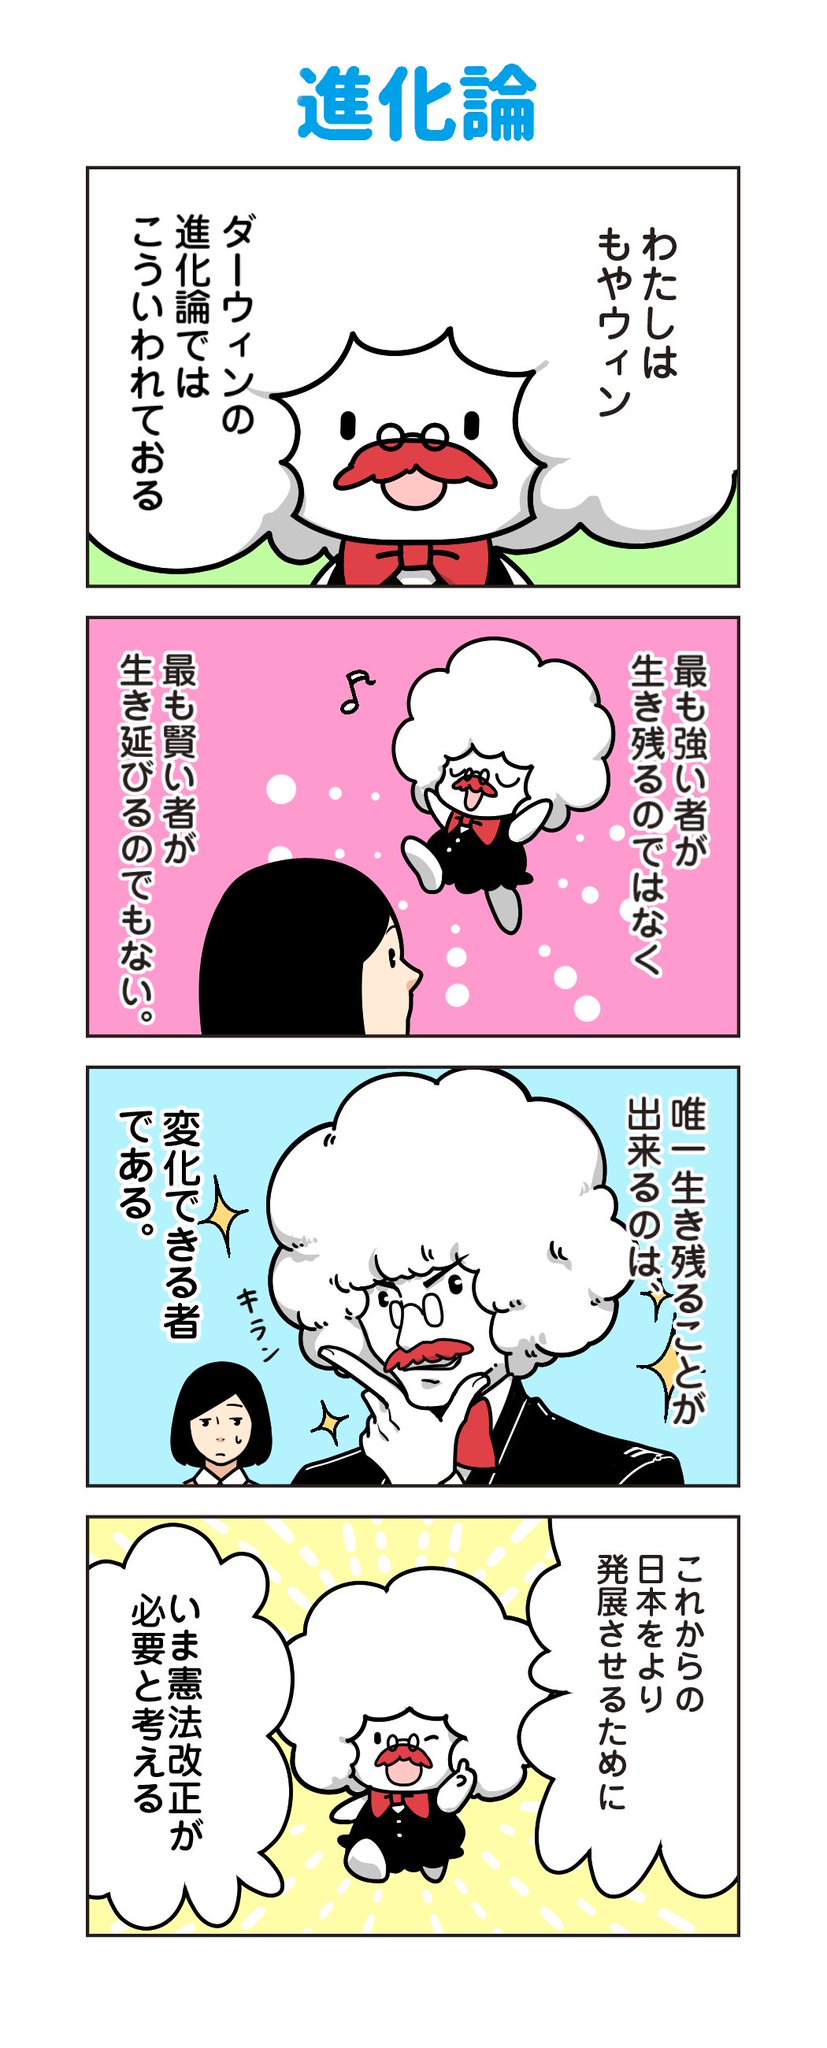 進化論
わたしは
もやウィン
ダーウィンの
進化論では
こういわれておる
最も強い者が
生き残るのではなく
最も賢い者が
生き延びるのでもない。
唯一生き残ることが
出来るのは、
変化できる者
である。
キラン
これからの
日本をより
発展させるために
いま憲法改正が
必要と考える